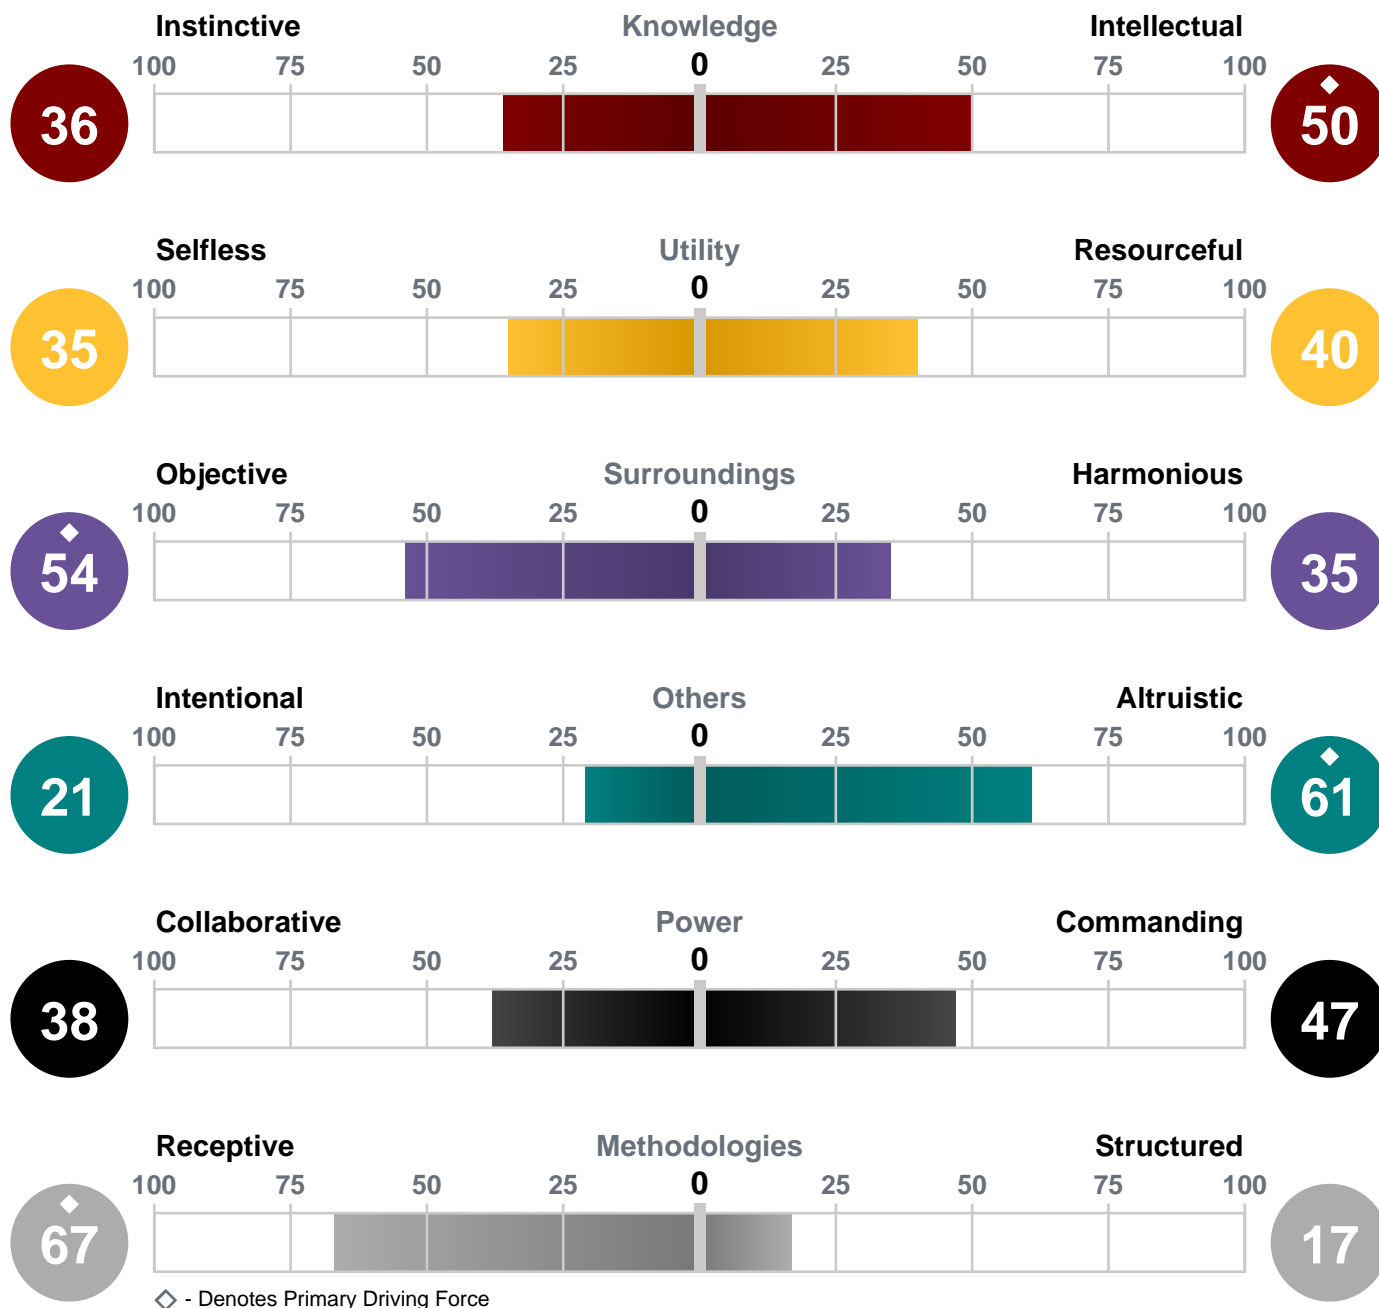 Instinctive Knowledge Intellectual
100 75 50 25 0 25 50 75 100
36 50
Selfless Utility Resourceful
100 75 50 25 0 25 50 75 100
35 40
Objective Surroundings Harmonious
100 75 50 25 0 25 50 75 100
54 35
Intentional Others Altruistic
100 75 50 25 0 25 50 75 100
21 61
Collaborative Power Commanding
100 75 50 25 0 25 50 75 100
38 47
Receptive Methodologies Structured
100 75 50 25 0 25 50 75 100
67 17
- Denotes Primary Driving Force